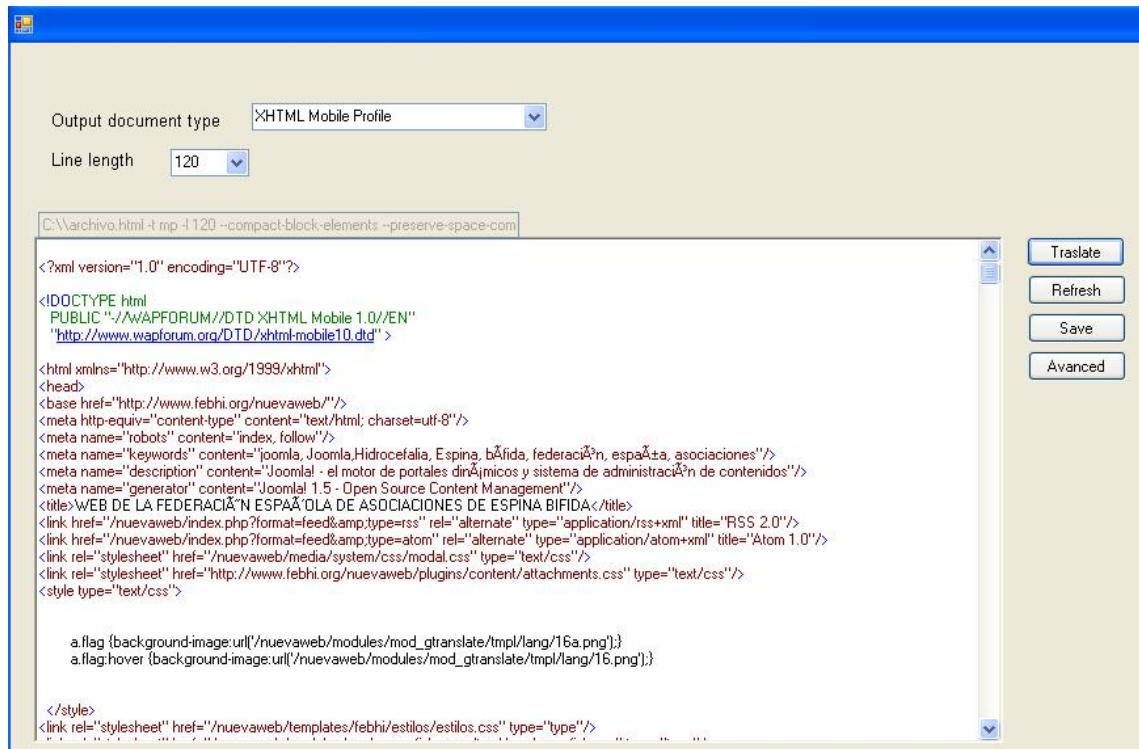 Output document type
XHTML Mobile Profile
Line length
120
C:\\archivo.html -t mp -l 120 --compact-block-elements --preserve-space-com
<?xml version="1.0" encoding="UTF-8"?>
<!DOCTYPE html
PUBLIC "-//WAPFORUM//DTD XHTML Mobile 1.0//EN"
"http://www.wapforum.org/DTD/xhtml-mobile10.dtd" >
<html xmlns="http://www.w3.org/1999/xhtml">
<head>
<base href="http://www.febhi.org/nuevaweb/"/>
<meta http-equiv="content-type" content="text/html; charset=utf-8"/>
<meta name="robots" content="index, follow"/>
<meta name="keywords" content="joomla, Joomla,Hidrocefalia, Espina, bÃfida, federaciÃ³n, espaÃ±a, asociaciones"/>
<meta name="description" content="Joomla! - el motor de portales dinÃ¡micos y sistema de administraciÃ³n de contenidos"/>
<meta name="generator" content="Joomla! 1.5 - Open Source Content Management"/>
<title>WEB DE LA FEDERACIÃ“N ESPAÃ‘OLA DE ASOCIACIONES DE ESPINA BIFIDA</title>
<link href="/nuevaweb/index.php?format=feed&amp;type=rss" rel="alternate" type="application/rss+xml" title="RSS 2.0"/>
<link href="/nuevaweb/index.php?format=feed&amp;type=atom" rel="alternate" type="application/atom+xml" title="Atom 1.0"/>
<link rel="stylesheet" href="/nuevaweb/media/system/css/modal.css" type="text/css"/>
<link rel="stylesheet" href="http://www.febhi.org/nuevaweb/plugins/content/attachments.css" type="text/css"/>
<style type="text/css">
a.flag {background-image:url('/nuevaweb/modules/mod_gtranslate/tmpl/lang/16a.png');}
a.flag:hover {background-image:url('/nuevaweb/modules/mod_gtranslate/tmpl/lang/16.png');}
</style>
<link rel="stylesheet" href="/nuevaweb/templates/febhi/estilos/estilos.css" type="type"/>
Traslate
Refresh
Save
Avanced